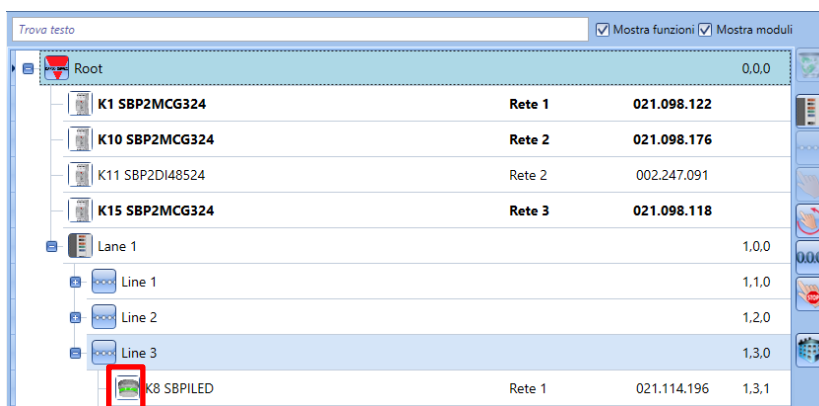 Trova testo Mostra funzioni Mostra moduli
Root 0,0,0
K1 SBP2MCG324 Rete 1 021.098.122
K10 SBP2MCG324 Rete 2 021.098.176
K11 SBP2DI48524 Rete 2 002.247.091
K15 SBP2MCG324 Rete 3 021.098.118
Lane 1 1,0,0
Line 1 1,1,0
Line 2 1,2,0
Line 3 1,3,0
K8 SBPILED Rete 1 021.114.196 1,3,1
STOP